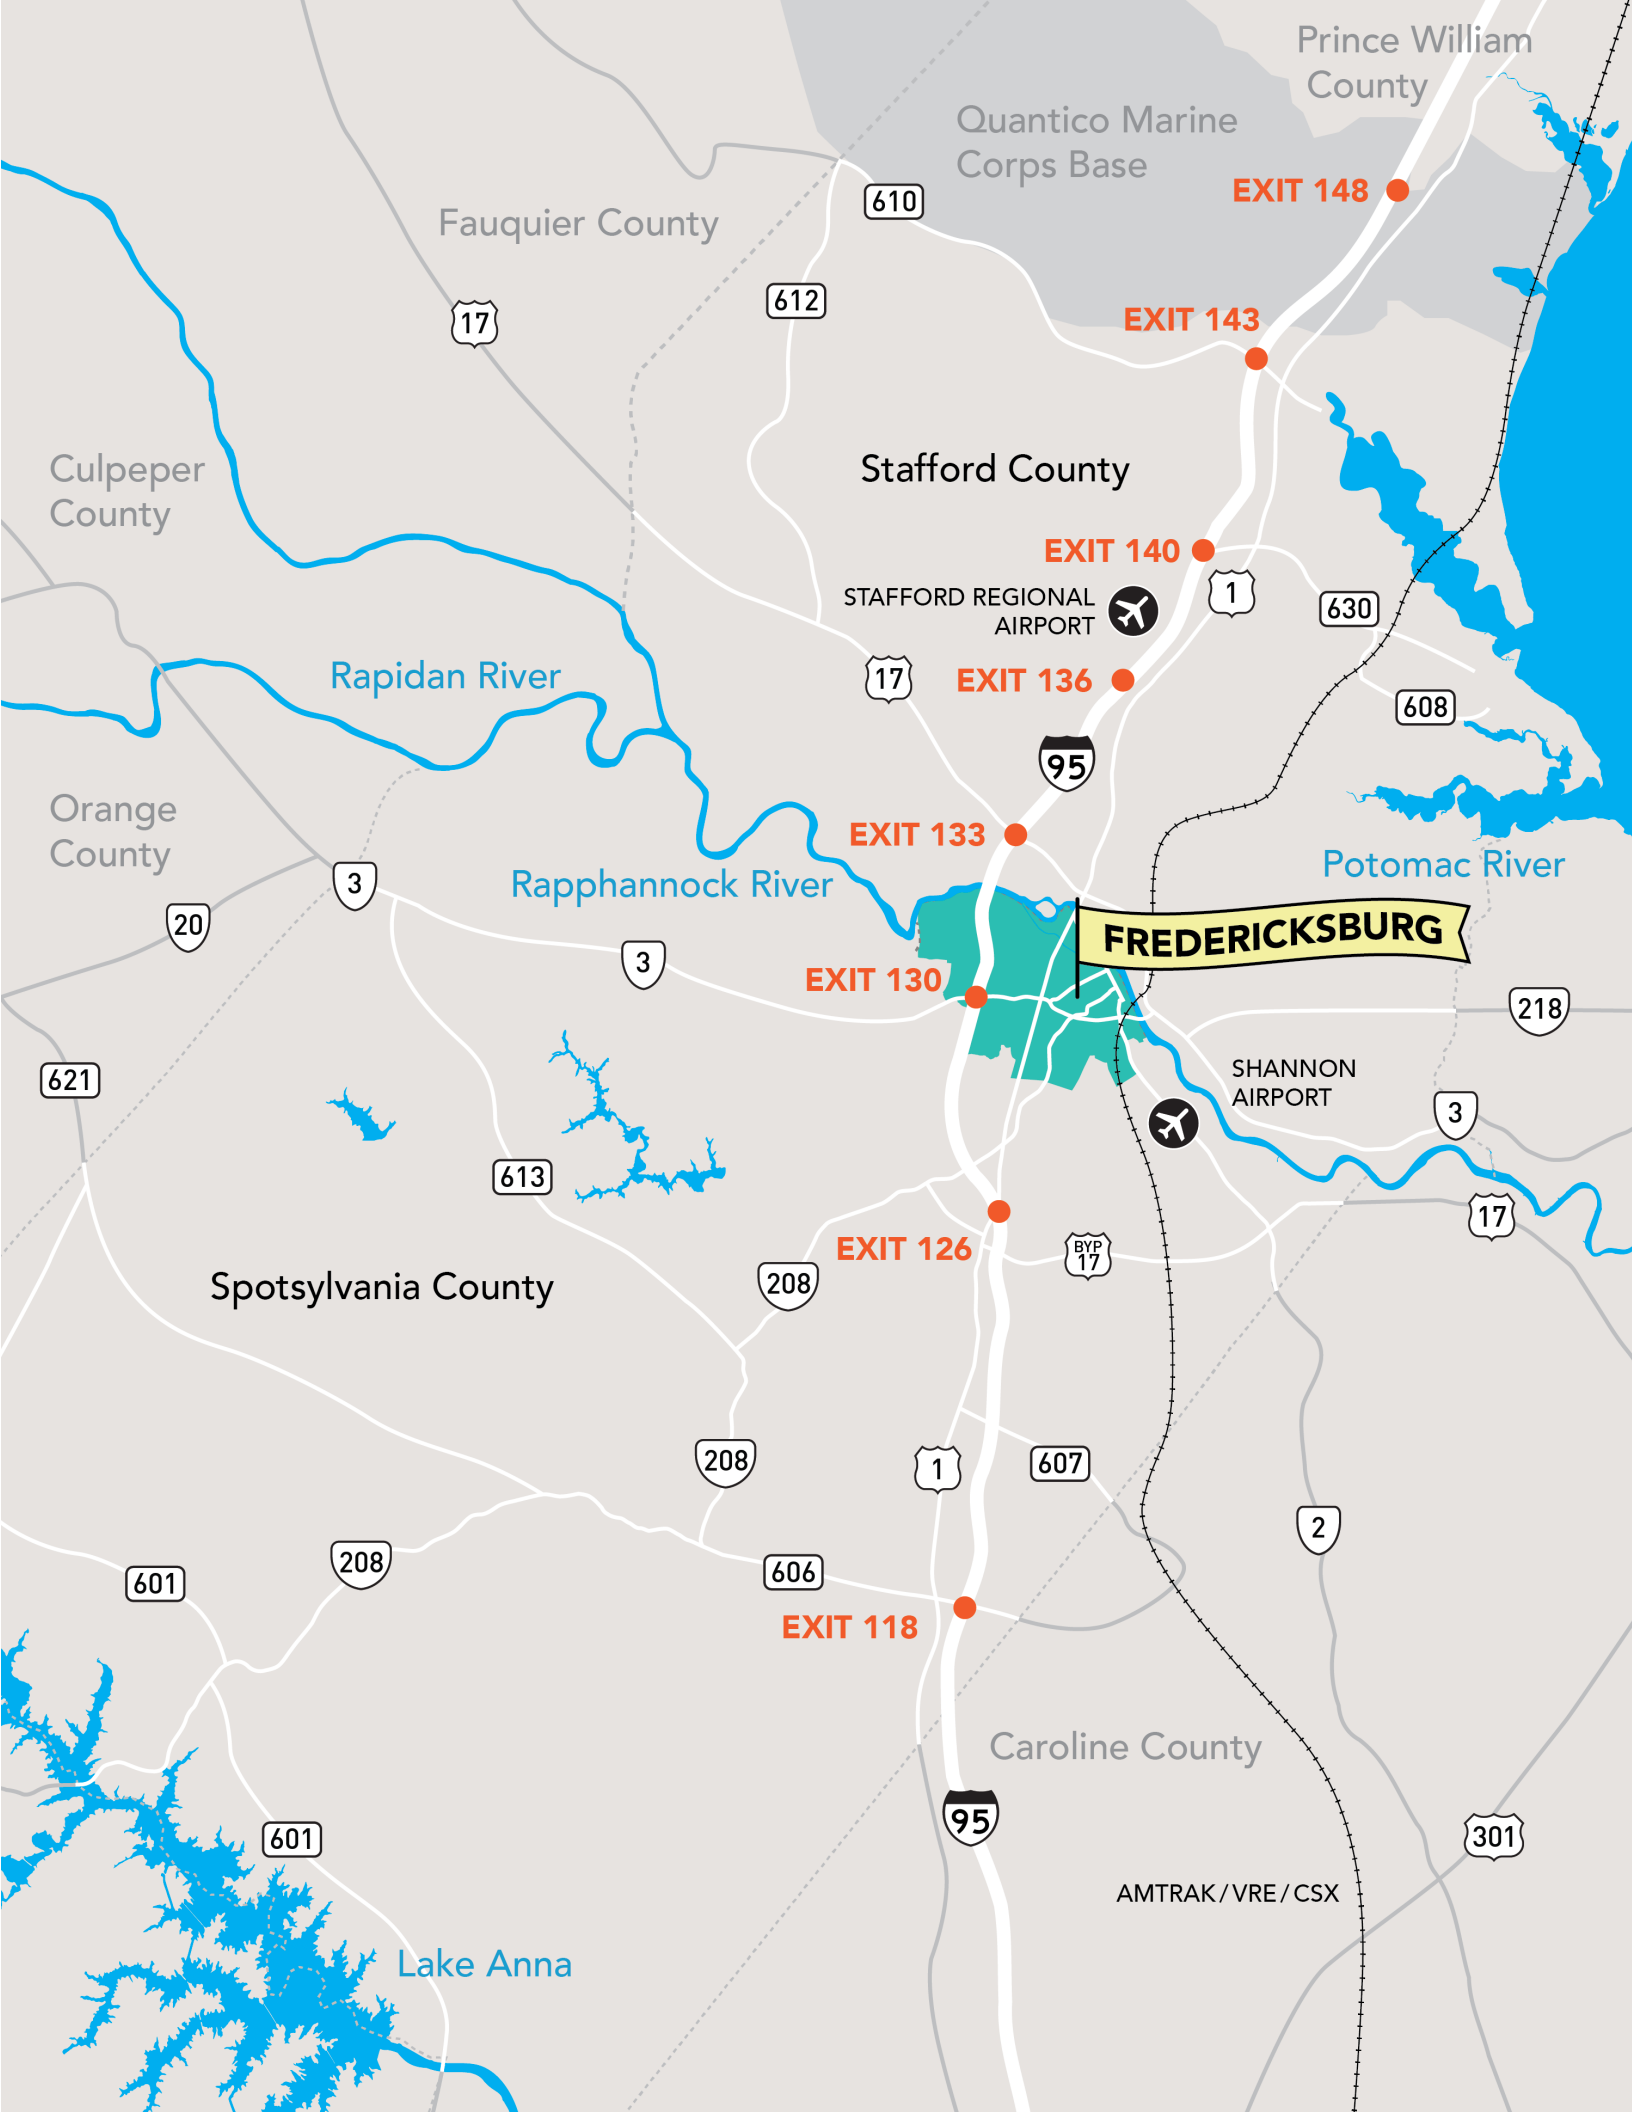 Prince William
County
Quantico Marine
Corps Base
EXIT 148
610
Fauquier County
612
17
EXIT 143
Culpeper
County
Stafford County
EXIT 140
STAFFORD REGIONAL
AIRPORT
1
630
Rapidan River
17
EXIT 136
608
95
Orange
County
EXIT 133
Potomac River
3
Rapphannock River
20
FREDERICKSBURG
3
EXIT 130
218
SHANNON
AIRPORT
621
3
613
17
EXIT 126
BYP
17
Spotsylvania County
208
208
1
607
2
208
601
606
EXIT 118
Caroline County
95
601
301
AMTRAK / VRE / CSX
Lake Anna